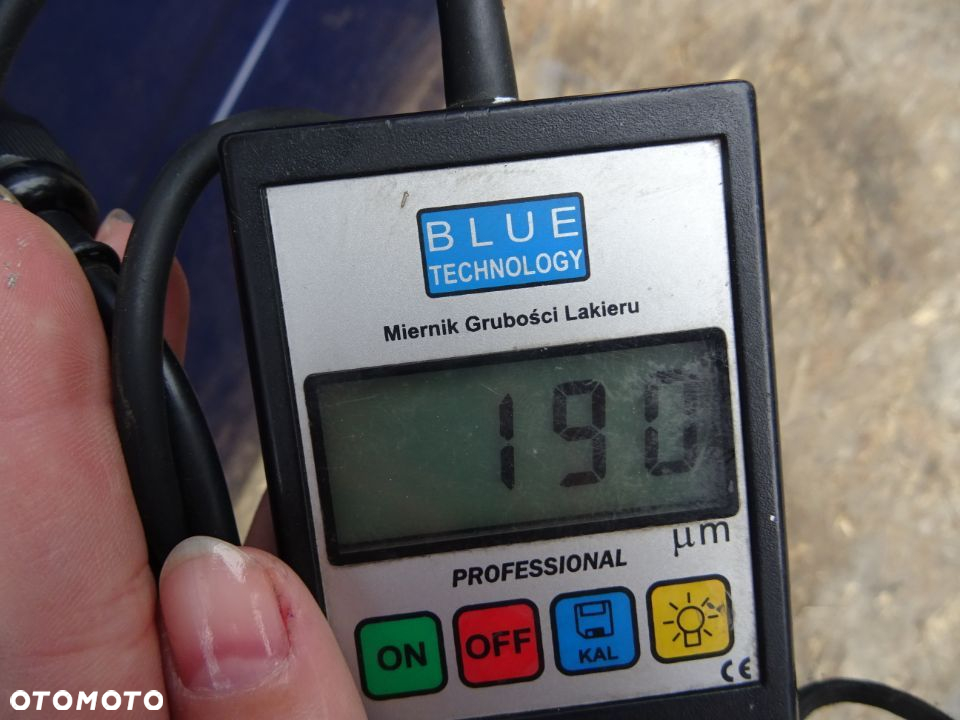 BLUE
TECHNOLOGY
Miernik Grubości Lakieru
190
µm
PROFESSIONAL
ON OFF KAL
CE
OTOMOTO